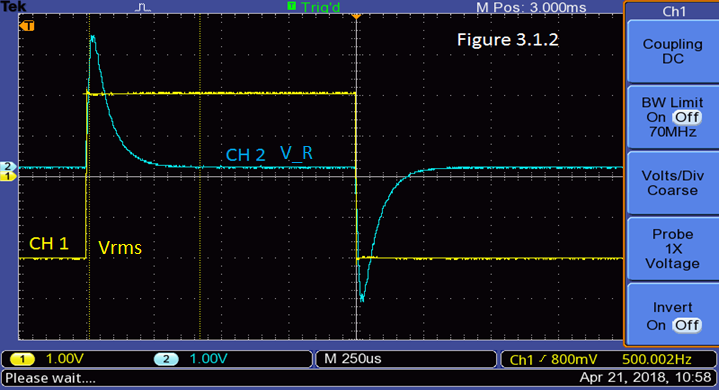 Tek
T Trig'd
M Pos: 3.000ms
Ch1
T
Figure 3.1.2
Coupling
DC
BW Limit
On Off
70MHz
CH 2 V_R
2
1
Volts/Div
Coarse
CH 1
Vrms
Probe
1X
Voltage
Invert
On Off
1 1.00V
2 1.00V
M 250us
Ch1 800mV
500.002Hz
Please wait....
Apr 21, 2018, 10:58